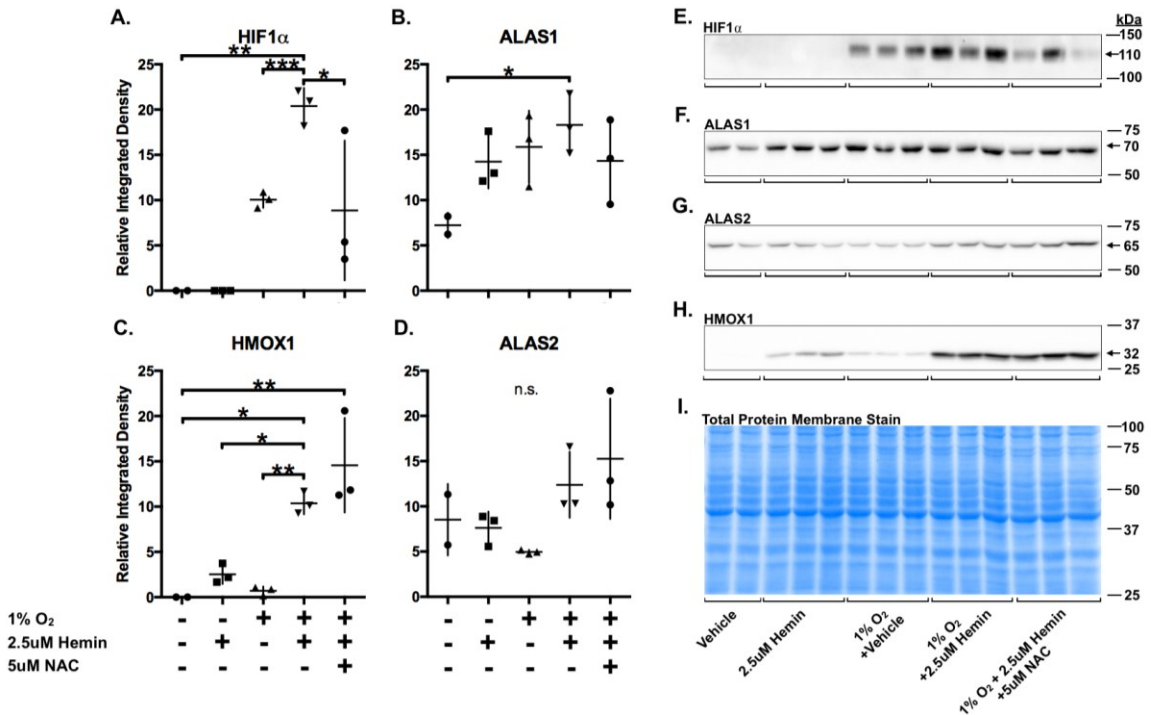 A.
HIF1α
Relative Integrated Density
25
20
15
10
5
0
**
***
*
B.
ALAS1
25
20
15
10
5
0
*
C.
HMOX1
Relative Integrated Density
25
20
15
10
5
0
**
*
*
**
D.
ALAS2
25
20
15
10
5
0
n.s.
1% O2 - - + + + - - + + +
2.5uM Hemin - + - + + - + - + +
5uM NAC - - - - + - - - - +
E.
HIF1α
kDa
150
110
100
F.
ALAS1
75
70
50
G.
ALAS2
75
65
50
H.
HMOX1
37
32
25
I.
Total Protein Membrane Stain
100
75
50
37
25
Vehicle
2.5uM Hemin
1% O2
+Vehicle
1% O2
+2.5uM Hemin
1% O2 + 2.5uM Hemin
+5uM NAC